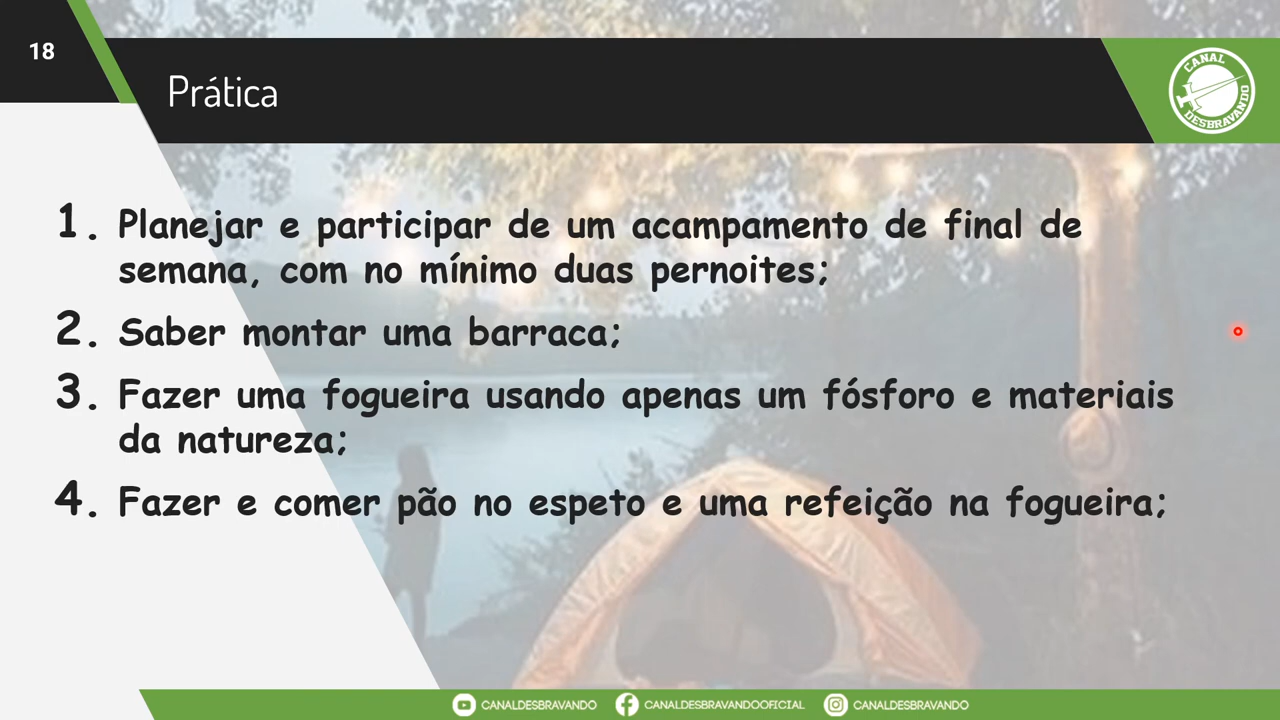 18
Prática
CANAL
DESBRAVANDO
1. Planejar e participar de um acampamento de final de
semana, com no mínimo duas pernoites;
2. Saber montar uma barraca;
3. Fazer uma fogueira usando apenas um fósforo e materiais
da natureza;
4. Fazer e comer pão no espeto e uma refeição na fogueira;
CANALDESBRAVANDO CANALDESBRAVANDOOFICIAL CANALDESBRAVANDO